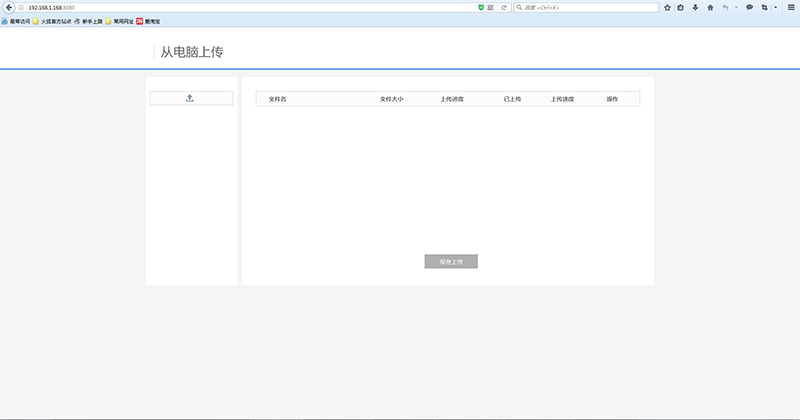 192.168.1.168:8080
百度 <Ctrl+K>
最常访问 火狐官方站点 新手上路 常用网址 爱淘宝
从电脑上传
文件名 文件大小 上传进度 已上传 上传速度 操作
保存上传